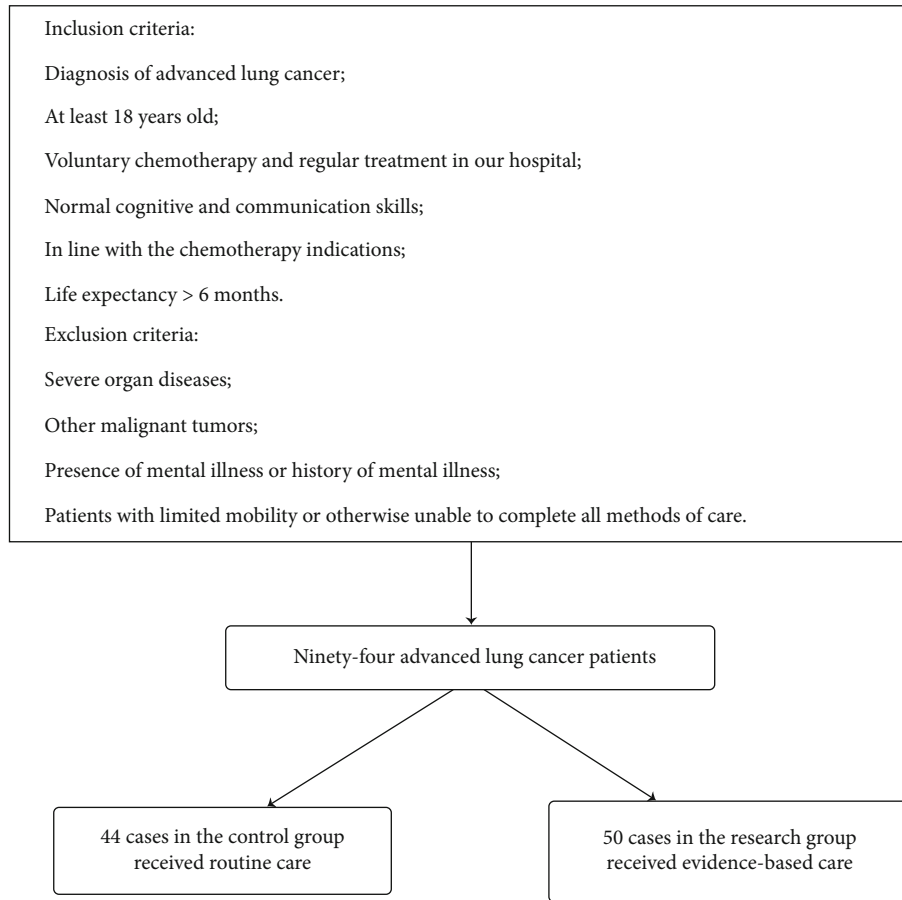 Inclusion criteria:
Diagnosis of advanced lung cancer;
At least 18 years old;
Voluntary chemotherapy and regular treatment in our hospital;
Normal cognitive and communication skills;
In line with the chemotherapy indications;
Life expectancy > 6 months.
Exclusion criteria:
Severe organ diseases;
Other malignant tumors;
Presence of mental illness or history of mental illness;
Patients with limited mobility or otherwise unable to complete all methods of care.
Ninety-four advanced lung cancer patients
44 cases in the control group
received routine care
50 cases in the research group
received evidence-based care